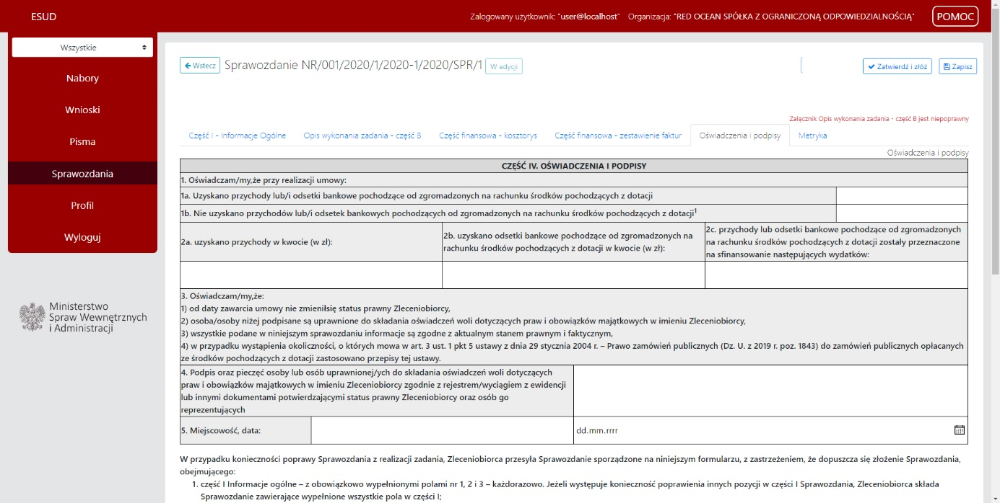 ESUD
Zalogowany użytkownik: "user@localhost" Organizacja: "RED OCEAN SPÓŁKA Z OGRANICZONĄ ODPOWIEDZIALNOŚCIĄ"
POMOC
Wszystkie
Nabory
Wnioski
Pisma
Sprawozdania
Profil
Wyloguj
Ministerstwo
Spraw Wewnętrznych
i Administracji
Wstecz
Sprawozdanie NR/001/2020/1/2020-1/2020/SPR/1
W edycji
Zatwierdź i złóż
Zapisz
Załącznik Opis wykonania zadania - część B jest niepoprawny
Część I - Informacje Ogólne
Opis wykonania zadania - część B
Część finansowa - kosztorys
Część finansowa - zestawienie faktur
Oświadczenia i podpisy
Metryka
Oświadczenia i podpisy
CZĘŚĆ IV. OŚWIADCZENIA I PODPISY
1. Oświadczam/my,że przy realizacji umowy:
1a. Uzyskano przychody lub/i odsetki bankowe pochodzące od zgromadzonych na rachunku środków pochodzących z dotacji
1b. Nie uzyskano przychodów lub/i odsetek bankowych pochodzących od zgromadzonych na rachunku środków pochodzących z dotacji1
2a. uzyskano przychody w kwocie (w zł):
2b. uzyskano odsetki bankowe pochodzące od zgromadzonych na
rachunku środków pochodzących z dotacji w kwocie (w zł):
2c. przychody lub odsetki bankowe pochodzące od zgromadzonych
na rachunku środków pochodzących z dotacji zostały przeznaczone
na sfinansowanie następujących wydatków:
3. Oświadczam/my,że:
1) od daty zawarcia umowy nie zmieniłsię status prawny Zleceniobiorcy,
2) osoba/osoby niżej podpisane są uprawnione do składania oświadczeń woli dotyczących praw i obowiązków majątkowych w imieniu Zleceniobiorcy,
3) wszystkie podane w niniejszym sprawozdaniu informacje są zgodne z aktualnym stanem prawnym i faktycznym,
4) w przypadku wystąpienia okoliczności, o których mowa w art. 3 ust. 1 pkt 5 ustawy z dnia 29 stycznia 2004 r. – Prawo zamówień publicznych (Dz. U. z 2019 r. poz. 1843) do zamówień publicznych opłacanych
ze środków pochodzących z dotacji zastosowano przepisy tej ustawy.
4. Podpis oraz pieczęć osoby lub osób uprawnionej/ych do składania oświadczeń woli dotyczących
praw i obowiązków majątkowych w imieniu Zleceniobiorcy zgodnie z rejestrem/wyciągiem z ewidencji
lub innymi dokumentami potwierdzającymi status prawny Zleceniobiorcy oraz osób go
reprezentujących
5. Miejscowość, data:
dd.mm.rrrr
W przypadku konieczności poprawy Sprawozdania z realizacji zadania, Zleceniobiorca przesyła Sprawozdanie sporządzone na niniejszym formularzu, z zastrzeżeniem, że dopuszcza się złożenie Sprawozdania,
obejmującego:
1. część I Informacje ogólne – z obowiązkowo wypełnionymi polami nr 1, 2 i 3 – każdorazowo. Jeżeli występuje konieczność poprawienia innych pozycji w części I Sprawozdania, Zleceniobiorca składa
Sprawozdanie zawierające wypełnione wszystkie pola w części I;